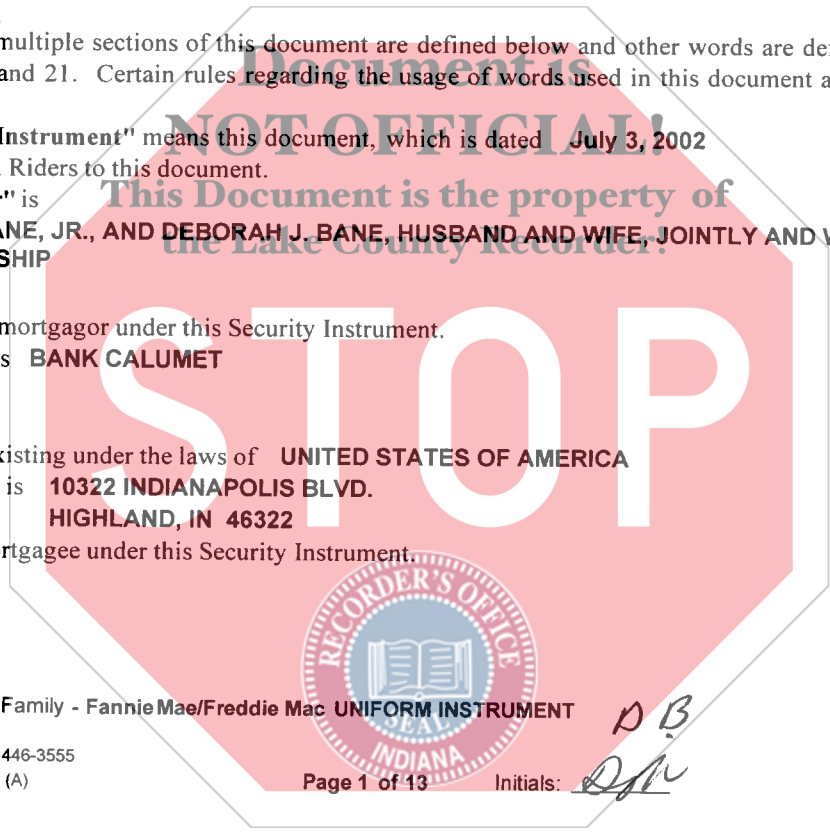 multiple sections of this document are defined below and other words are
and 21. Certain rules regarding the usage of words used in this document
Document is
Instrument" means this document, which is dated July 3, 2002
NOT OFFICIAL!
Riders to this document.
" is
This Document is the property of
JR., AND DEBORAH J. BANE, HUSBAND AND WIFE, JOINTLY AND
the Lake County Recorder!
SHIP
mortgagor under this Security Instrument.
s BANK CALUMET
STOP
existing under the laws of UNITED STATES OF AMERICA
is 10322 INDIANAPOLIS BLVD.
HIGHLAND, IN 46322
rtgagee under this Security Instrument.
RECORDER'S OFFICE
SEAL
INDIANA
Family - Fannie Mae/Freddie Mac UNIFORM INSTRUMENT
D B
446-3555
(A)
Page 1 of 13
Initials: